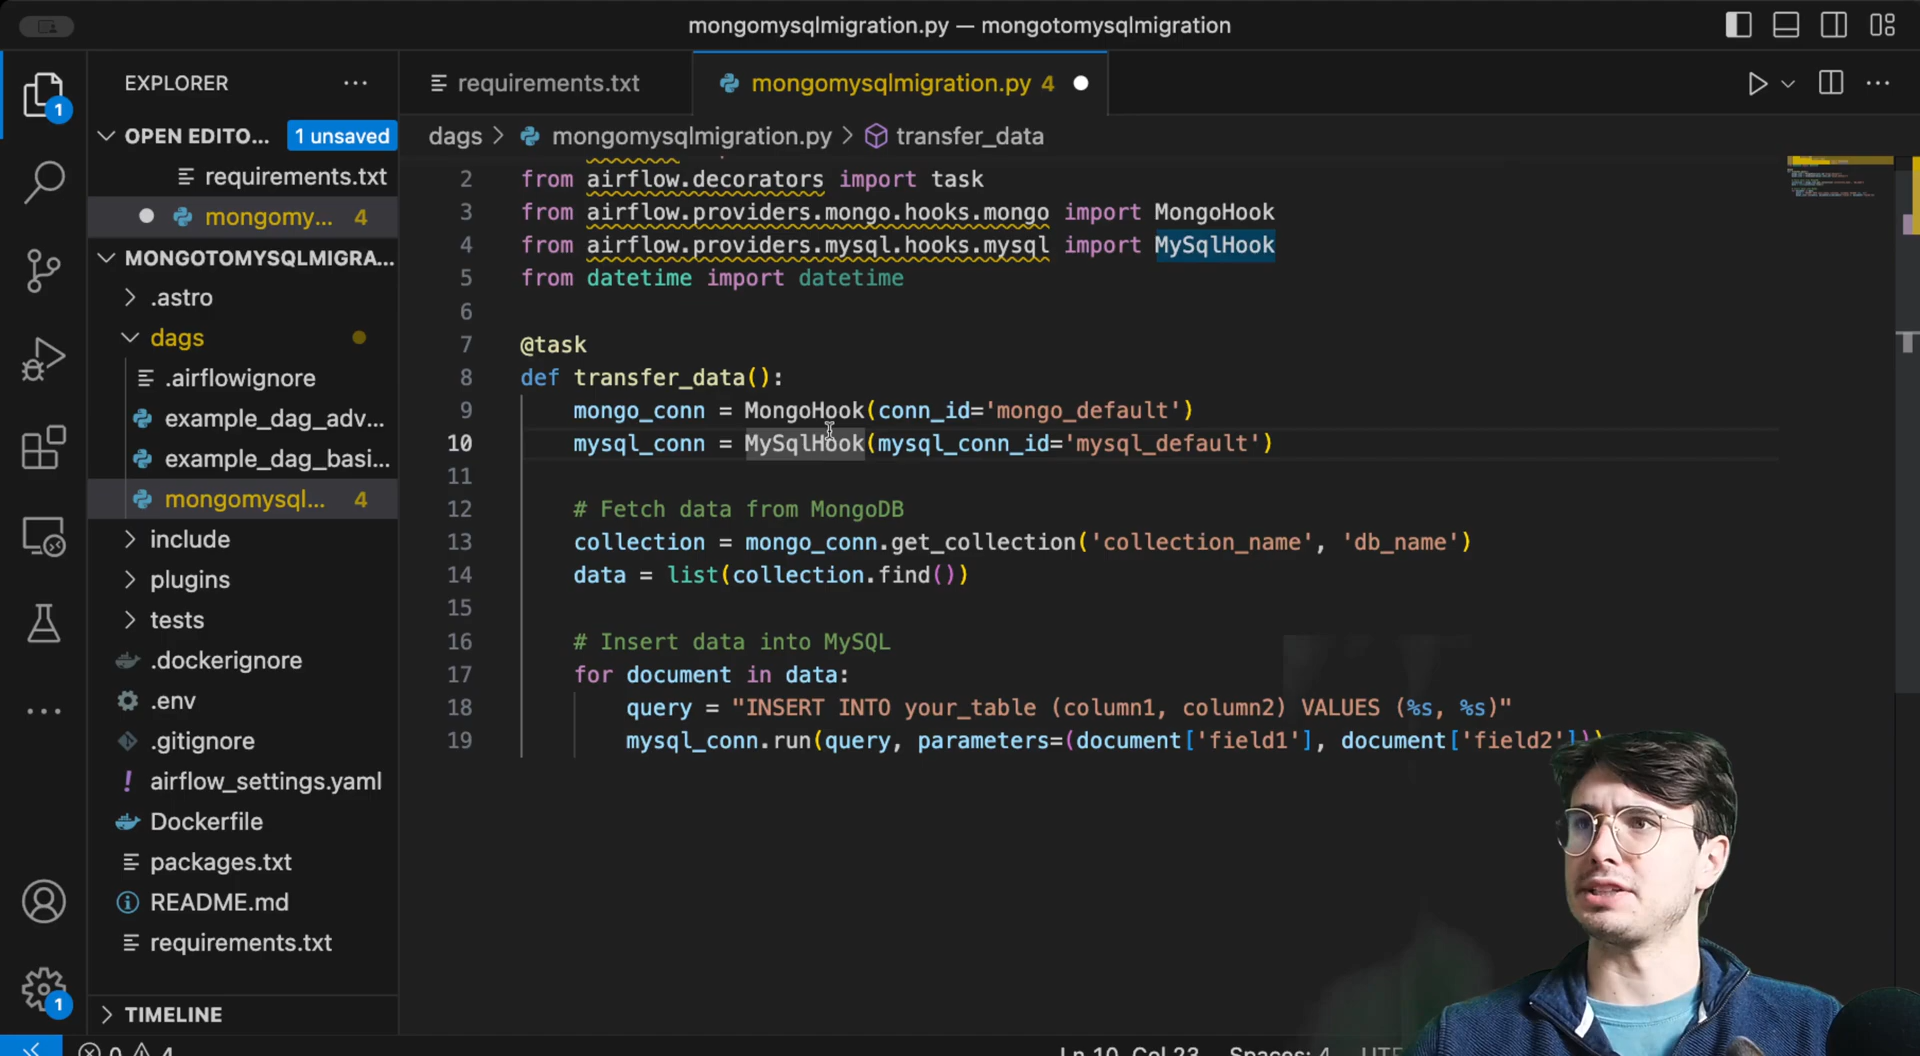 mongomysqlmigration.py — mongotomysqlmigration
EXPLORER
requirements.txt
mongomysqlmigration.py 4
1
OPEN EDITO... 1 unsaved
dags > mongomysqlmigration.py > transfer_data
requirements.txt
mongomy... 4
MONGOTOMYSQLMIGRA...
.astro
dags
.airflowignore
example_dag_adv...
example_dag_basi...
mongomysql... 4
include
plugins
tests
.dockerignore
.env
.gitignore
airflow_settings.yaml
Dockerfile
packages.txt
README.md
requirements.txt
TIMELINE
1
2 from airflow.decorators import task
3 from airflow.providers.mongo.hooks.mongo import MongoHook
4 from airflow.providers.mysql.hooks.mysql import MySqlHook
5 from datetime import datetime
6
7 @task
8 def transfer_data():
9 mongo_conn = MongoHook(conn_id='mongo_default')
10 mysql_conn = MySqlHook(mysql_conn_id='mysql_default')
11
12 # Fetch data from MongoDB
13 collection = mongo_conn.get_collection('collection_name', 'db_name')
14 data = list(collection.find())
15
16 # Insert data into MySQL
17 for document in data:
18 query = "INSERT INTO your_table (column1, column2) VALUES (%s, %s)"
19 mysql_conn.run(query, parameters=(document['field1'], document['field2']))
0 4
Ln 10, Col 23 Spaces: 4